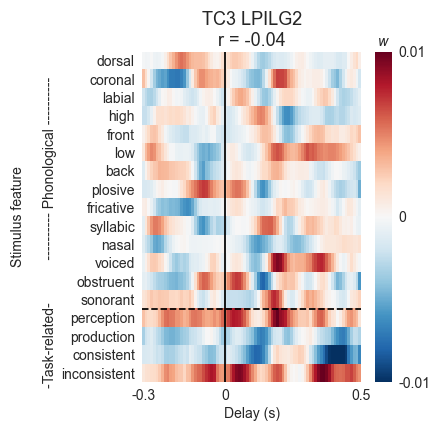 TC3 LPILG2
r = -0.04
w
Stimulus feature
---------- Phonological ----------
-Task-related-
dorsal
coronal
labial
high
front
low
back
plosive
fricative
syllabic
nasal
voiced
obstruent
sonorant
perception
production
consistent
inconsistent
0.01
0
-0.01
-0.3 0 0.5
Delay (s)